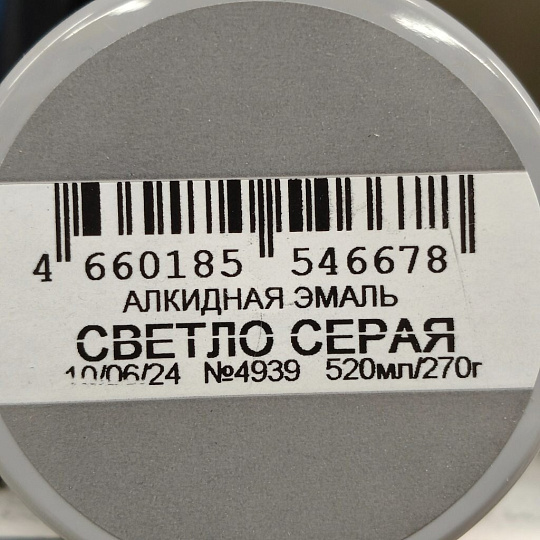 4 660185 546678
АЛКИДНАЯ ЭМАЛЬ
СВЕТЛО СЕРАЯ
10/06/24 №4939 520мл/270г